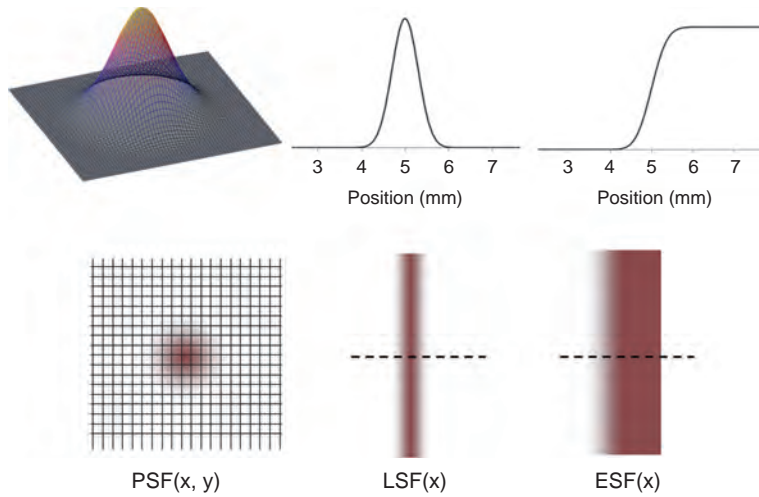 3 4 5 6 7
Position (mm)
3 4 5 6 7
Position (mm)
PSF(x, y)
LSF(x)
ESF(x)